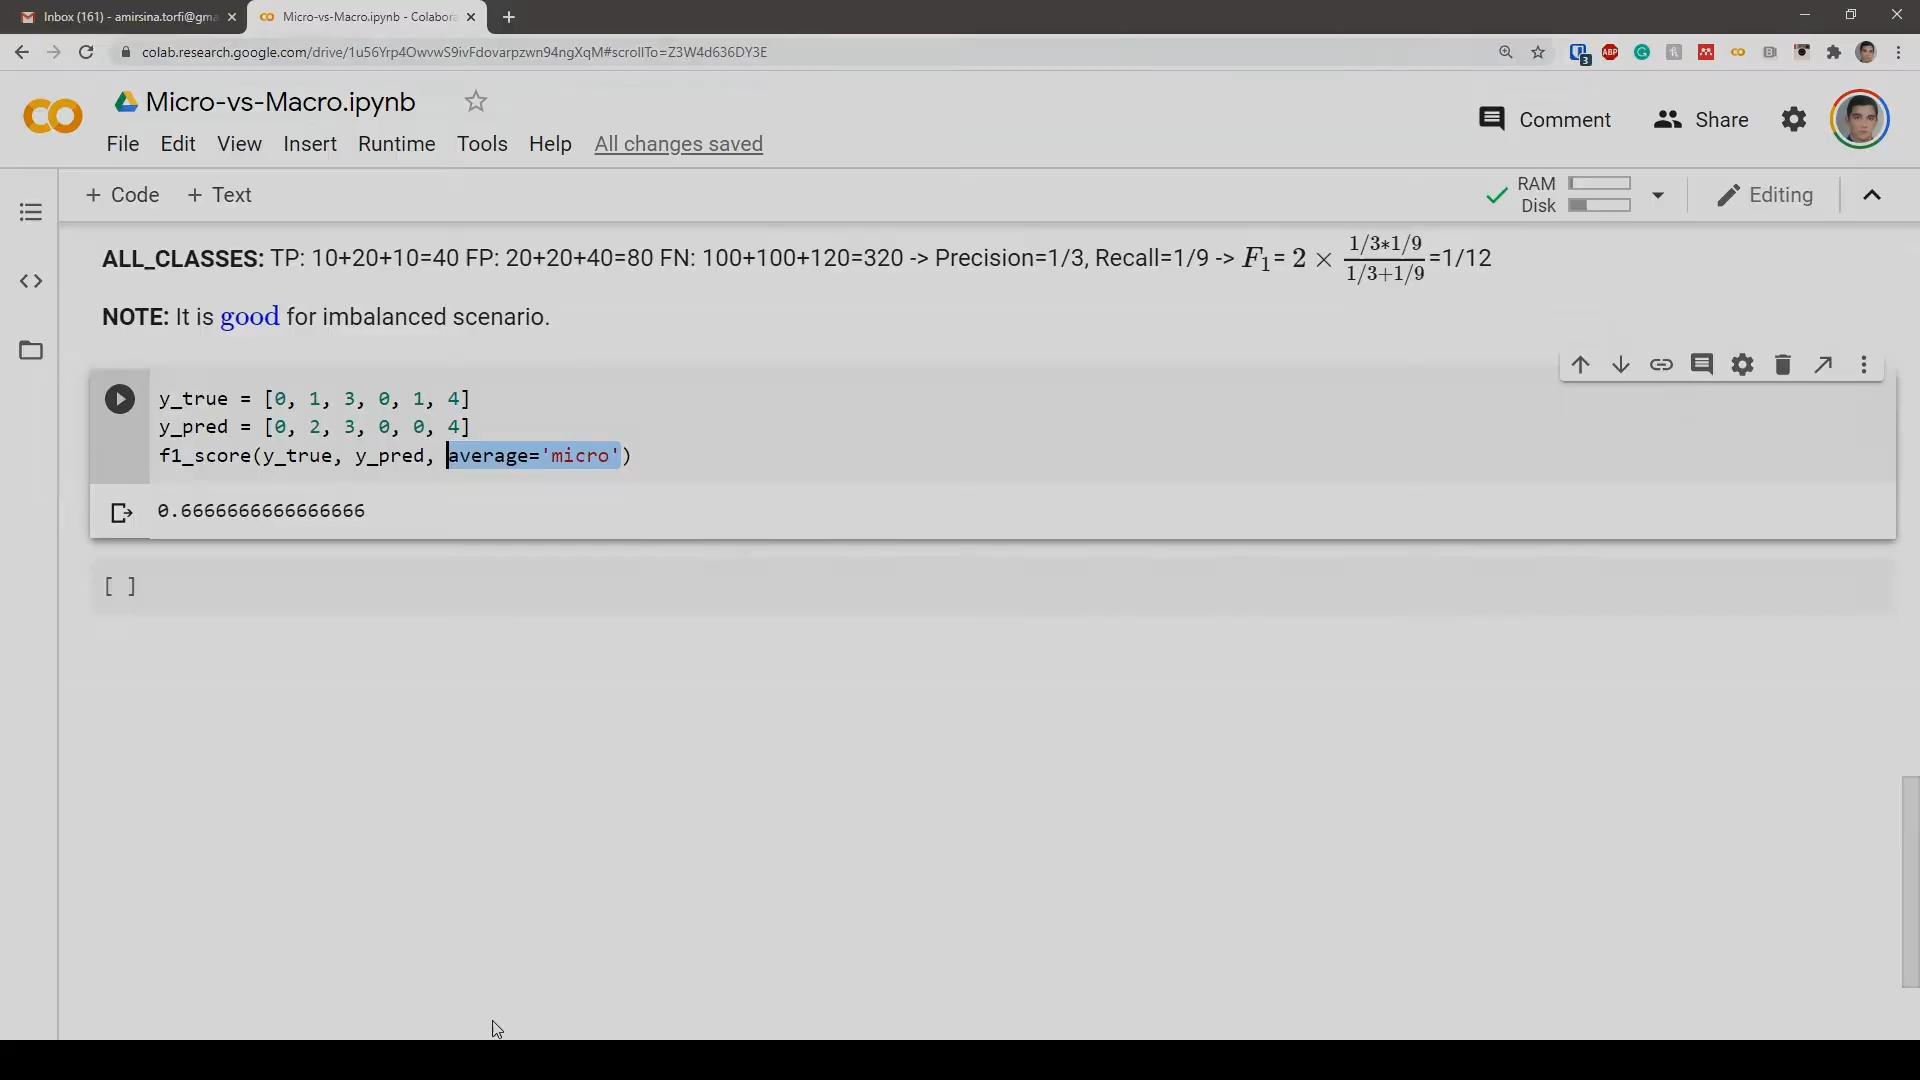 Inbox (161) - amirsina.torfi@gma
Micro-vs-Macro.ipynb - Colabora
colab.research.google.com/drive/1u56Yrp4OwvwS9ivFdovarpzwn94ngXqM#scrollTo=Z3W4d636DY3E
3
ABP
Micro-vs-Macro.ipynb
Comment
Share
File Edit View Insert Runtime Tools Help All changes saved
+ Code + Text
RAM
Disk
Editing
ALL_CLASSES: TP: 10+20+10=40 FP: 20+20+40=80 FN: 100+100+120=320 -> Precision=1/3, Recall=1/9 -> F₁= 2 × (1/3*1/9)/(1/3+1/9)=1/12
NOTE: It is good for imbalanced scenario.
y_true = [0, 1, 3, 0, 1, 4]
y_pred = [0, 2, 3, 0, 0, 4]
f1_score(y_true, y_pred, average='micro')
0.6666666666666666
[ ]